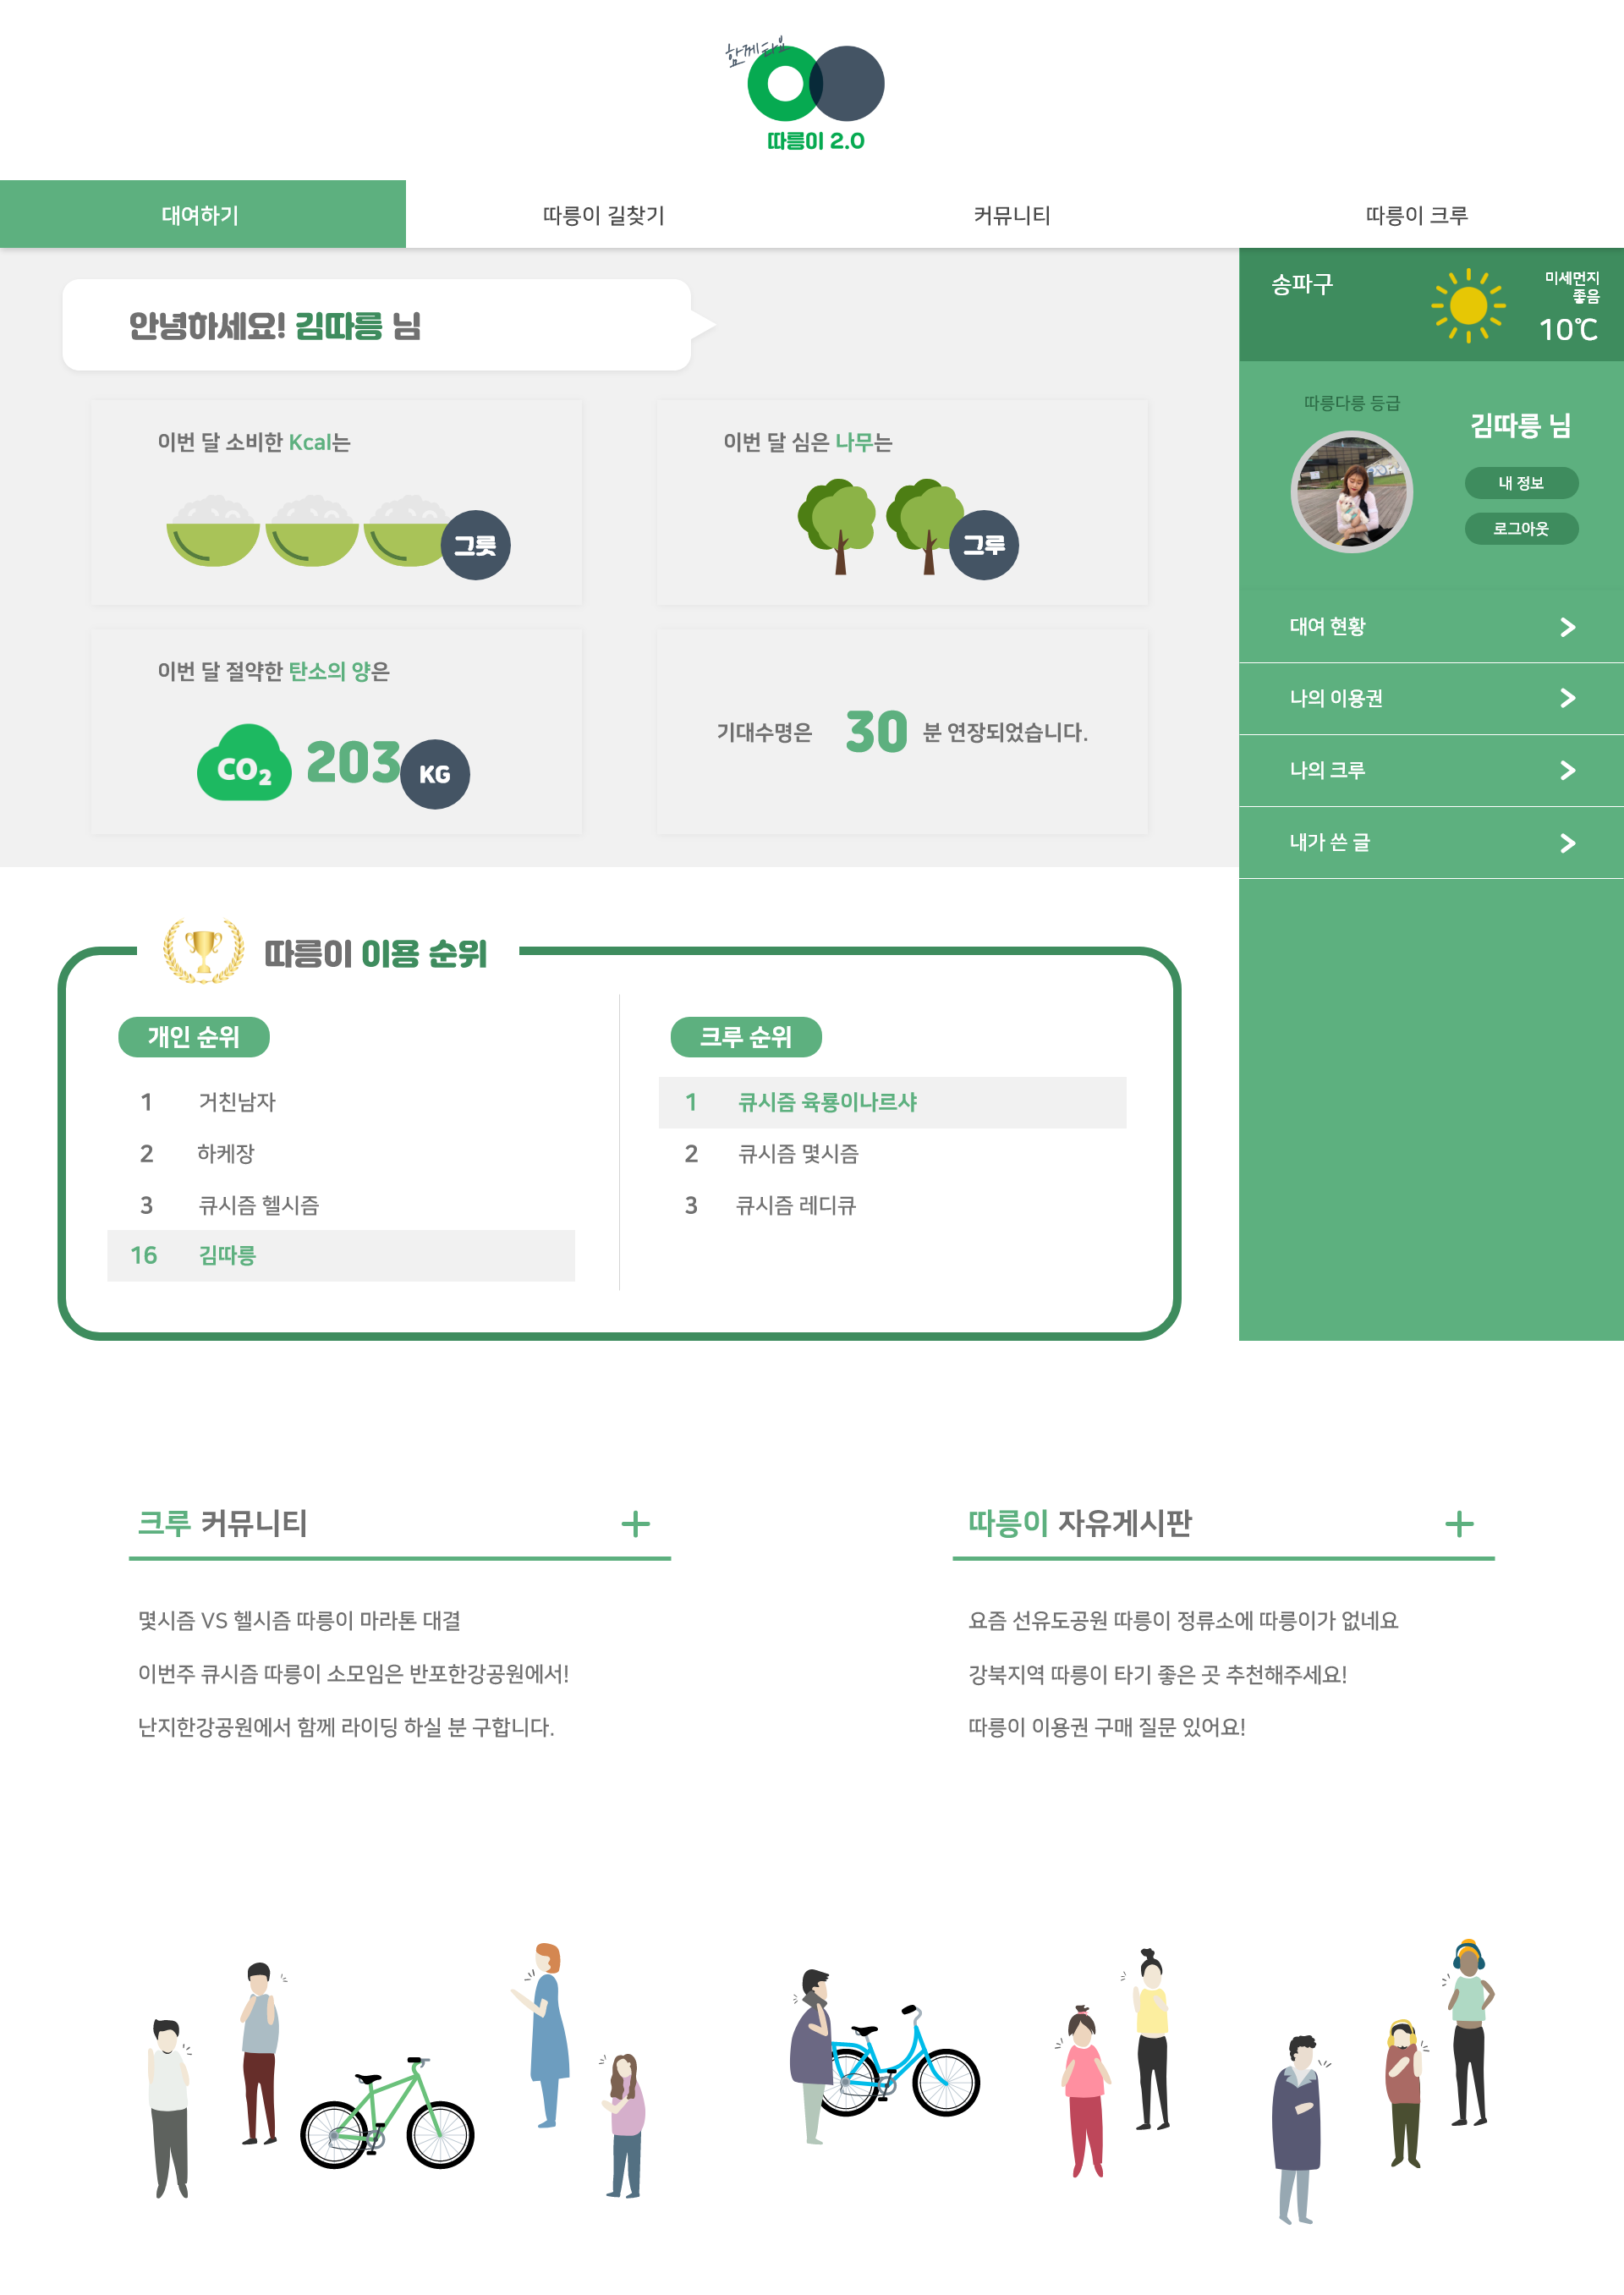 함께타요
따릉이 2.0
대여하기
따릉이 길찾기
커뮤니티
따릉이 크루
안녕하세요! 김따릉 님
이번 달 소비한 Kcal는
그릇
이번 달 심은 나무는
그루
이번 달 절약한 탄소의 양은
CO2 203 KG
기대수명은 30 분 연장되었습니다.
송파구
미세먼지
좋음
10℃
따릉다릉 등급
김따릉 님
내 정보
로그아웃
대여 현황
나의 이용권
나의 크루
내가 쓴 글
따릉이 이용 순위
개인 순위
1 거친남자
2 하케장
3 큐시즘 헬시즘
16 김따릉
크루 순위
1 큐시즘 육룡이나르샤
2 큐시즘 몇시즘
3 큐시즘 레디큐
크루 커뮤니티 +
몇시즘 VS 헬시즘 따릉이 마라톤 대결
이번주 큐시즘 따릉이 소모임은 반포한강공원에서!
난지한강공원에서 함께 라이딩 하실 분 구합니다.
따릉이 자유게시판 +
요즘 선유도공원 따릉이 정류소에 따릉이가 없네요
강북지역 따릉이 타기 좋은 곳 추천해주세요!
따릉이 이용권 구매 질문 있어요!